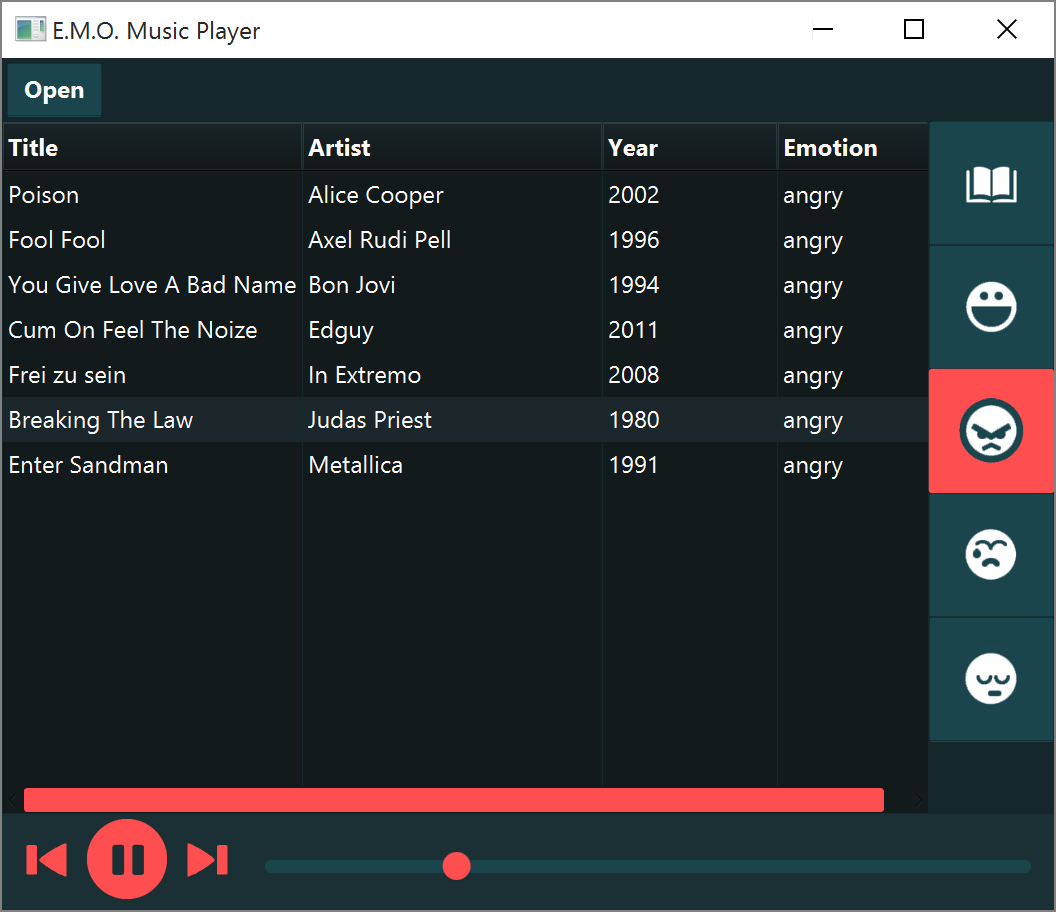 E.M.O. Music Player
Open
Title Artist Year Emotion
Poison Alice Cooper 2002 angry
Fool Fool Axel Rudi Pell 1996 angry
You Give Love A Bad Name Bon Jovi 1994 angry
Cum On Feel The Noize Edguy 2011 angry
Frei zu sein In Extremo 2008 angry
Breaking The Law Judas Priest 1980 angry
Enter Sandman Metallica 1991 angry